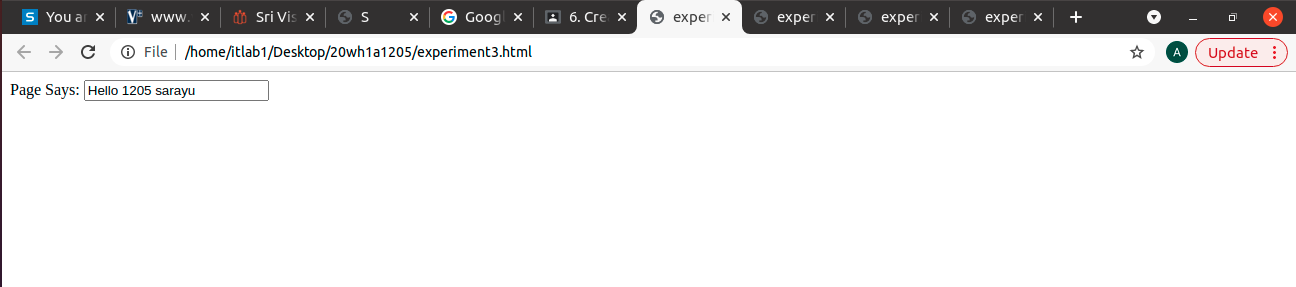 You ar www. Sri Vis S Googl 6. Crea exper exper exper exper
File /home/itlab1/Desktop/20wh1a1205/experiment3.html A Update
Page Says: Hello 1205 sarayu